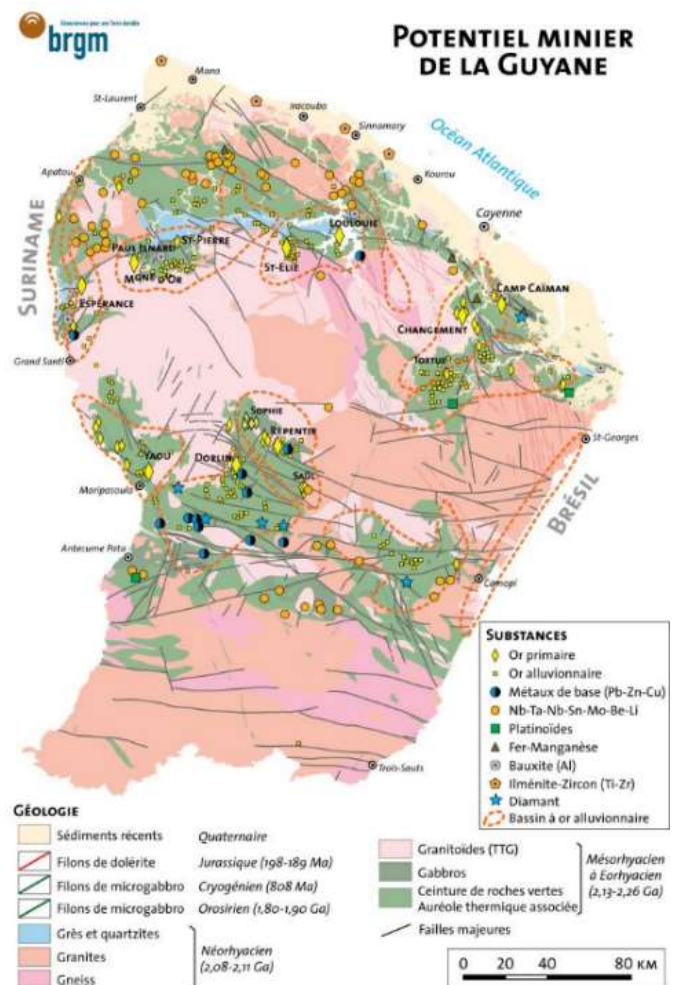 Géosciences pour une Terre durable
brgm
POTENTIEL MINIER
DE LA GUYANE
Mana
St-Laurent
Iracoubo
Sinnamary
Océan Atlantique
Apatou
Kourou
SURINAME
Cayenne
LOULOUIE
PAUL ISNARD
ST-PIERRE
ST-ELIE
MGNE D'OR
CAMP CAÏMAN
ESPÉRANCE
CHANGEMENT
Grand Santi
TORTUE
SOPHIE
St-Georges
REPENTIR
YAOU
DORLIN
SAÜL
Maripasoula
BRÉSIL
Antecume Pata
Camopi
Trois-Sauts
SUBSTANCES
Or primaire
Or alluvionnaire
Métaux de base (Pb-Zn-Cu)
Nb-Ta-Nb-Sn-Mo-Be-Li
Platinoïdes
Fer-Manganèse
Bauxite (Al)
Ilménite-Zircon (Ti-Zr)
Diamant
Bassin à or alluvionnaire
GÉOLOGIE
Sédiments récents Quaternaire
Filons de dolérite Jurassique (198-189 Ma)
Filons de microgabbro Cryogénien (808 Ma)
Filons de microgabbro Orosirien (1,80-1,90 Ga)
Grès et quartzites
Granites
Gneiss
Néorhyacien
(2,08-2,11 Ga)
Granitoïdes (TTG)
Gabbros
Ceinture de roches vertes
Auréole thermique associée
Mésorhyacien
à Eorhyacien
(2,13-2,26 Ga)
Failles majeures
0 20 40 80 KM